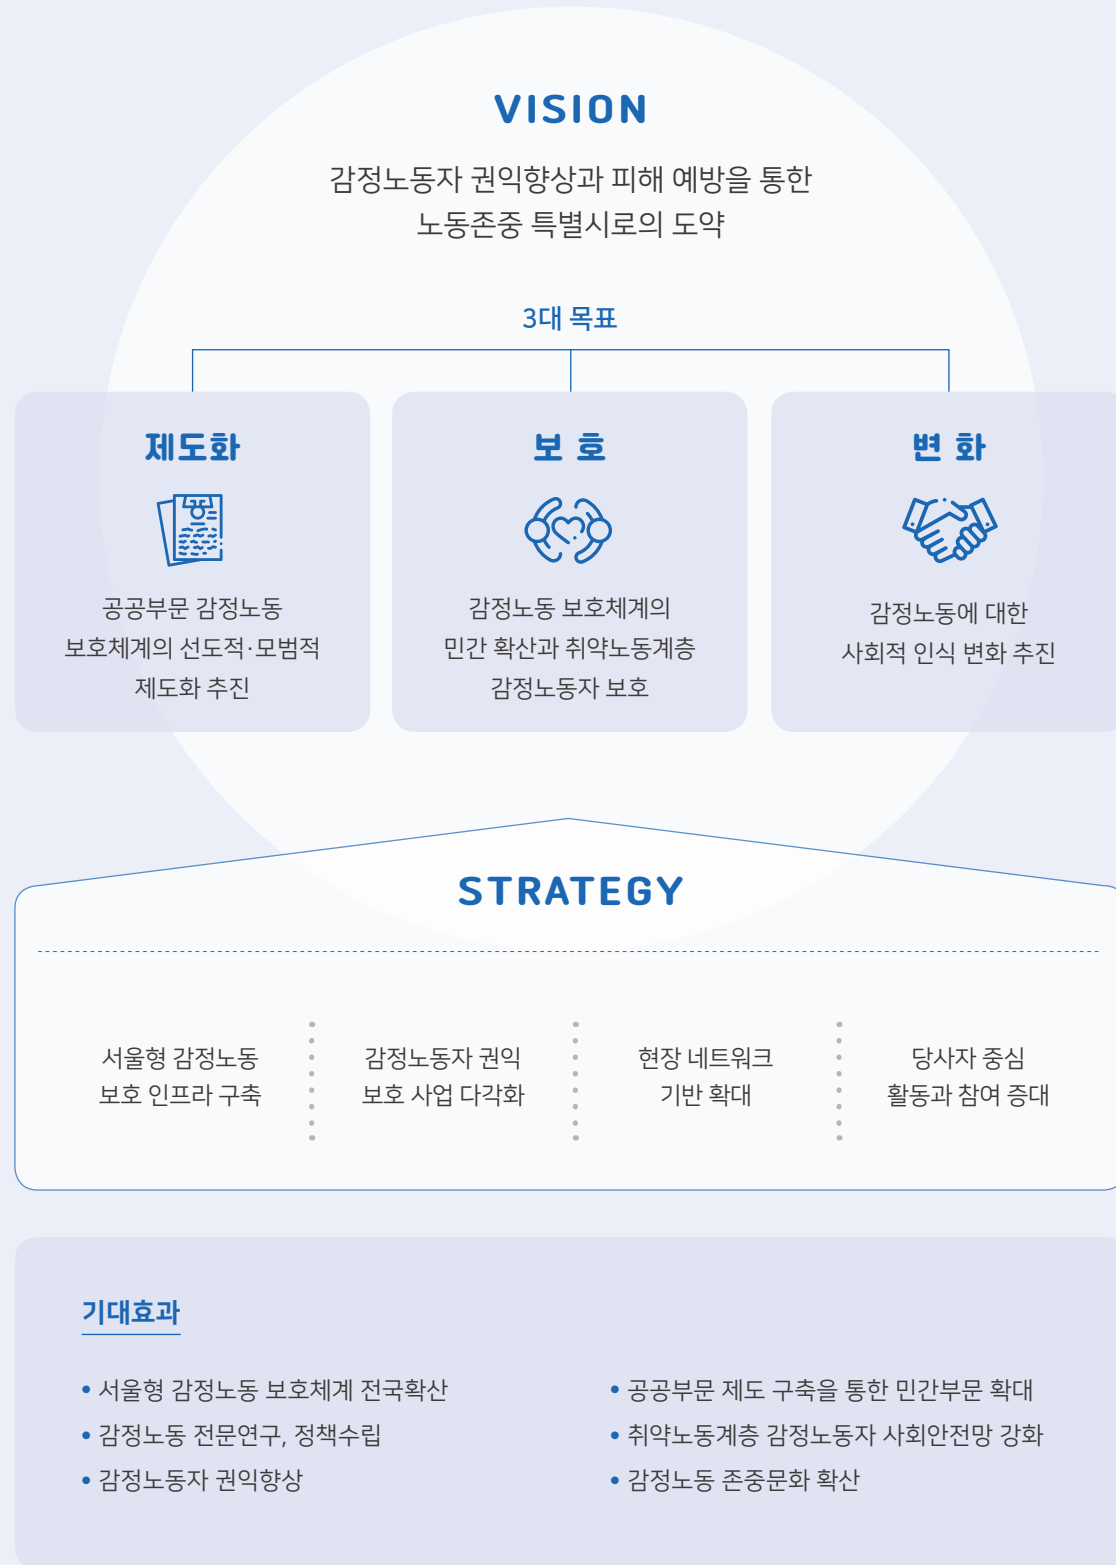 VISION
감정노동자 권익향상과 피해 예방을 통한
노동존중 특별시로의 도약
3대 목표
제도화
공공부문 감정노동
보호체계의 선도적·모범적
제도화 추진
보 호
감정노동 보호체계의
민간 확산과 취약노동계층
감정노동자 보호
변 화
감정노동에 대한
사회적 인식 변화 추진
STRATEGY
서울형 감정노동
보호 인프라 구축
감정노동자 권익
보호 사업 다각화
현장 네트워크
기반 확대
당사자 중심
활동과 참여 증대
기대효과
• 서울형 감정노동 보호체계 전국확산
• 감정노동 전문연구, 정책수립
• 감정노동자 권익향상
• 공공부문 제도 구축을 통한 민간부문 확대
• 취약노동계층 감정노동자 사회안전망 강화
• 감정노동 존중문화 확산